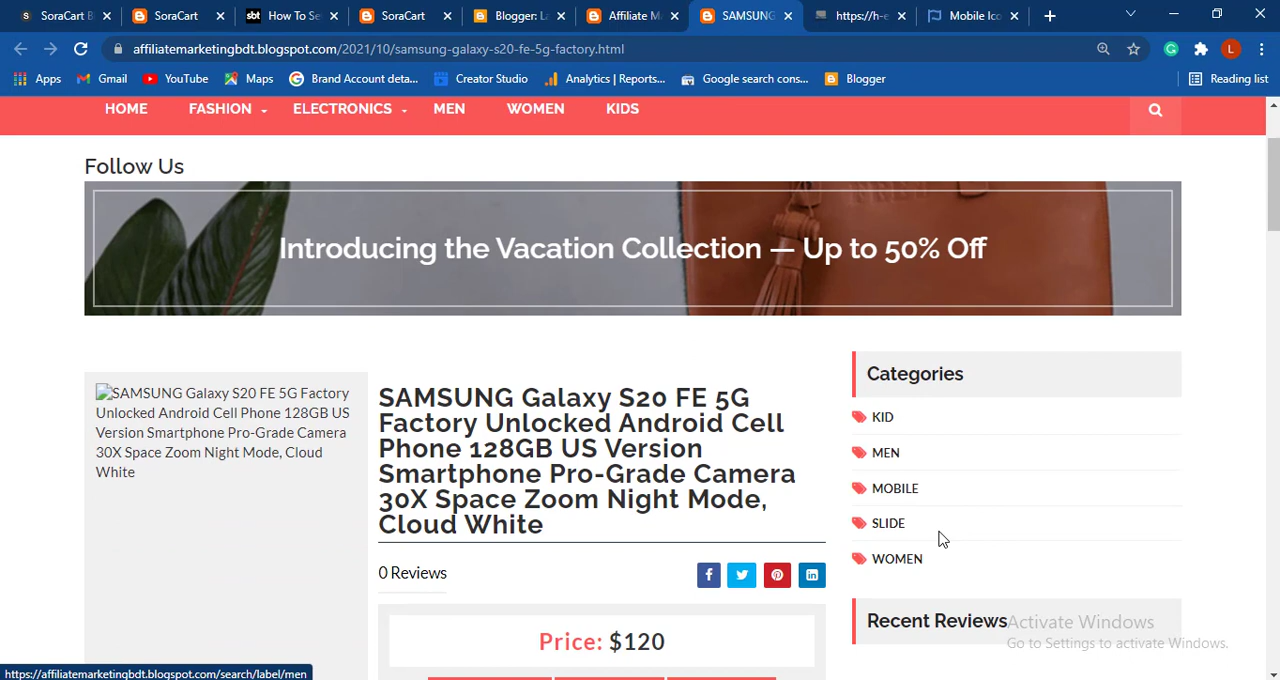 SoraCart B
SoraCart
sbt How To Se
SoraCart
Blogger: La
Affiliate M
SAMSUNG
https://h-e
Mobile Ico
affiliatemarketingbdt.blogspot.com/2021/10/samsung-galaxy-s20-fe-5g-factory.html
L
Apps
Gmail
YouTube
Maps
Brand Account deta...
Creator Studio
Analytics | Reports...
Google search cons...
Blogger
Reading list
HOME
FASHION
ELECTRONICS
MEN
WOMEN
KIDS
Follow Us
Introducing the Vacation Collection — Up to 50% Off
SAMSUNG Galaxy S20 FE 5G Factory
Unlocked Android Cell Phone 128GB US
Version Smartphone Pro-Grade Camera
30X Space Zoom Night Mode, Cloud
White
SAMSUNG Galaxy S20 FE 5G
Factory Unlocked Android Cell
Phone 128GB US Version
Smartphone Pro-Grade Camera
30X Space Zoom Night Mode,
Cloud White
0 Reviews
Price: $120
Categories
KID
MEN
MOBILE
SLIDE
WOMEN
Recent Reviews
Activate Windows
Go to Settings to activate Windows.
https://affiliatemarketingbdt.blogspot.com/search/label/men